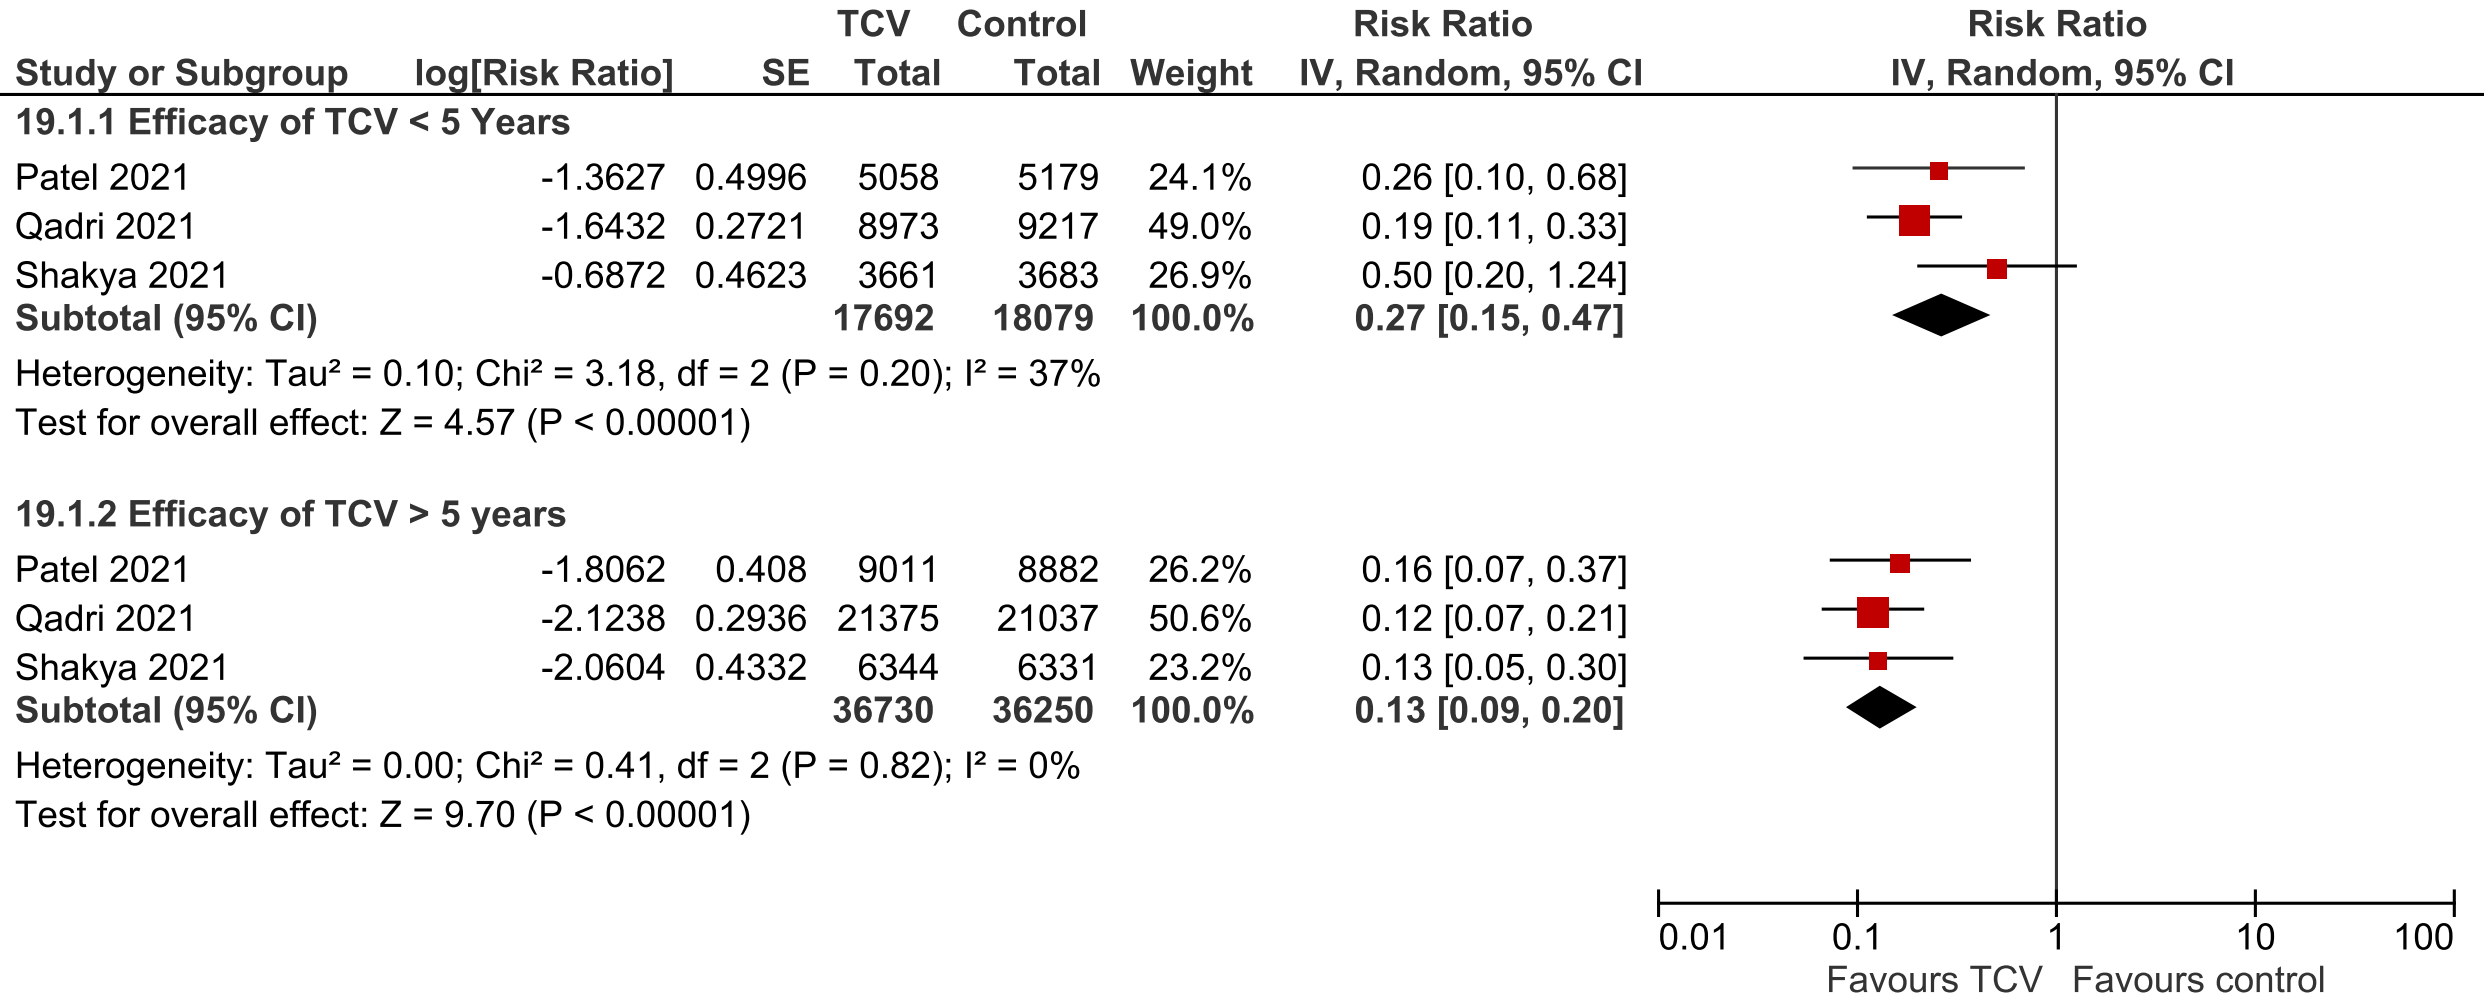 TCV Control Risk Ratio Risk Ratio
Study or Subgroup log[Risk Ratio] SE Total Total Weight IV, Random, 95% CI IV, Random, 95% CI
19.1.1 Efficacy of TCV < 5 Years
Patel 2021 -1.3627 0.4996 5058 5179 24.1% 0.26 [0.10, 0.68]
Qadri 2021 -1.6432 0.2721 8973 9217 49.0% 0.19 [0.11, 0.33]
Shakya 2021 -0.6872 0.4623 3661 3683 26.9% 0.50 [0.20, 1.24]
Subtotal (95% CI) 17692 18079 100.0% 0.27 [0.15, 0.47]
Heterogeneity: Tau² = 0.10; Chi² = 3.18, df = 2 (P = 0.20); I² = 37%
Test for overall effect: Z = 4.57 (P < 0.00001)
19.1.2 Efficacy of TCV > 5 years
Patel 2021 -1.8062 0.408 9011 8882 26.2% 0.16 [0.07, 0.37]
Qadri 2021 -2.1238 0.2936 21375 21037 50.6% 0.12 [0.07, 0.21]
Shakya 2021 -2.0604 0.4332 6344 6331 23.2% 0.13 [0.05, 0.30]
Subtotal (95% CI) 36730 36250 100.0% 0.13 [0.09, 0.20]
Heterogeneity: Tau² = 0.00; Chi² = 0.41, df = 2 (P = 0.82); I² = 0%
Test for overall effect: Z = 9.70 (P < 0.00001)
0.01 0.1 1 10 100
Favours TCV Favours control